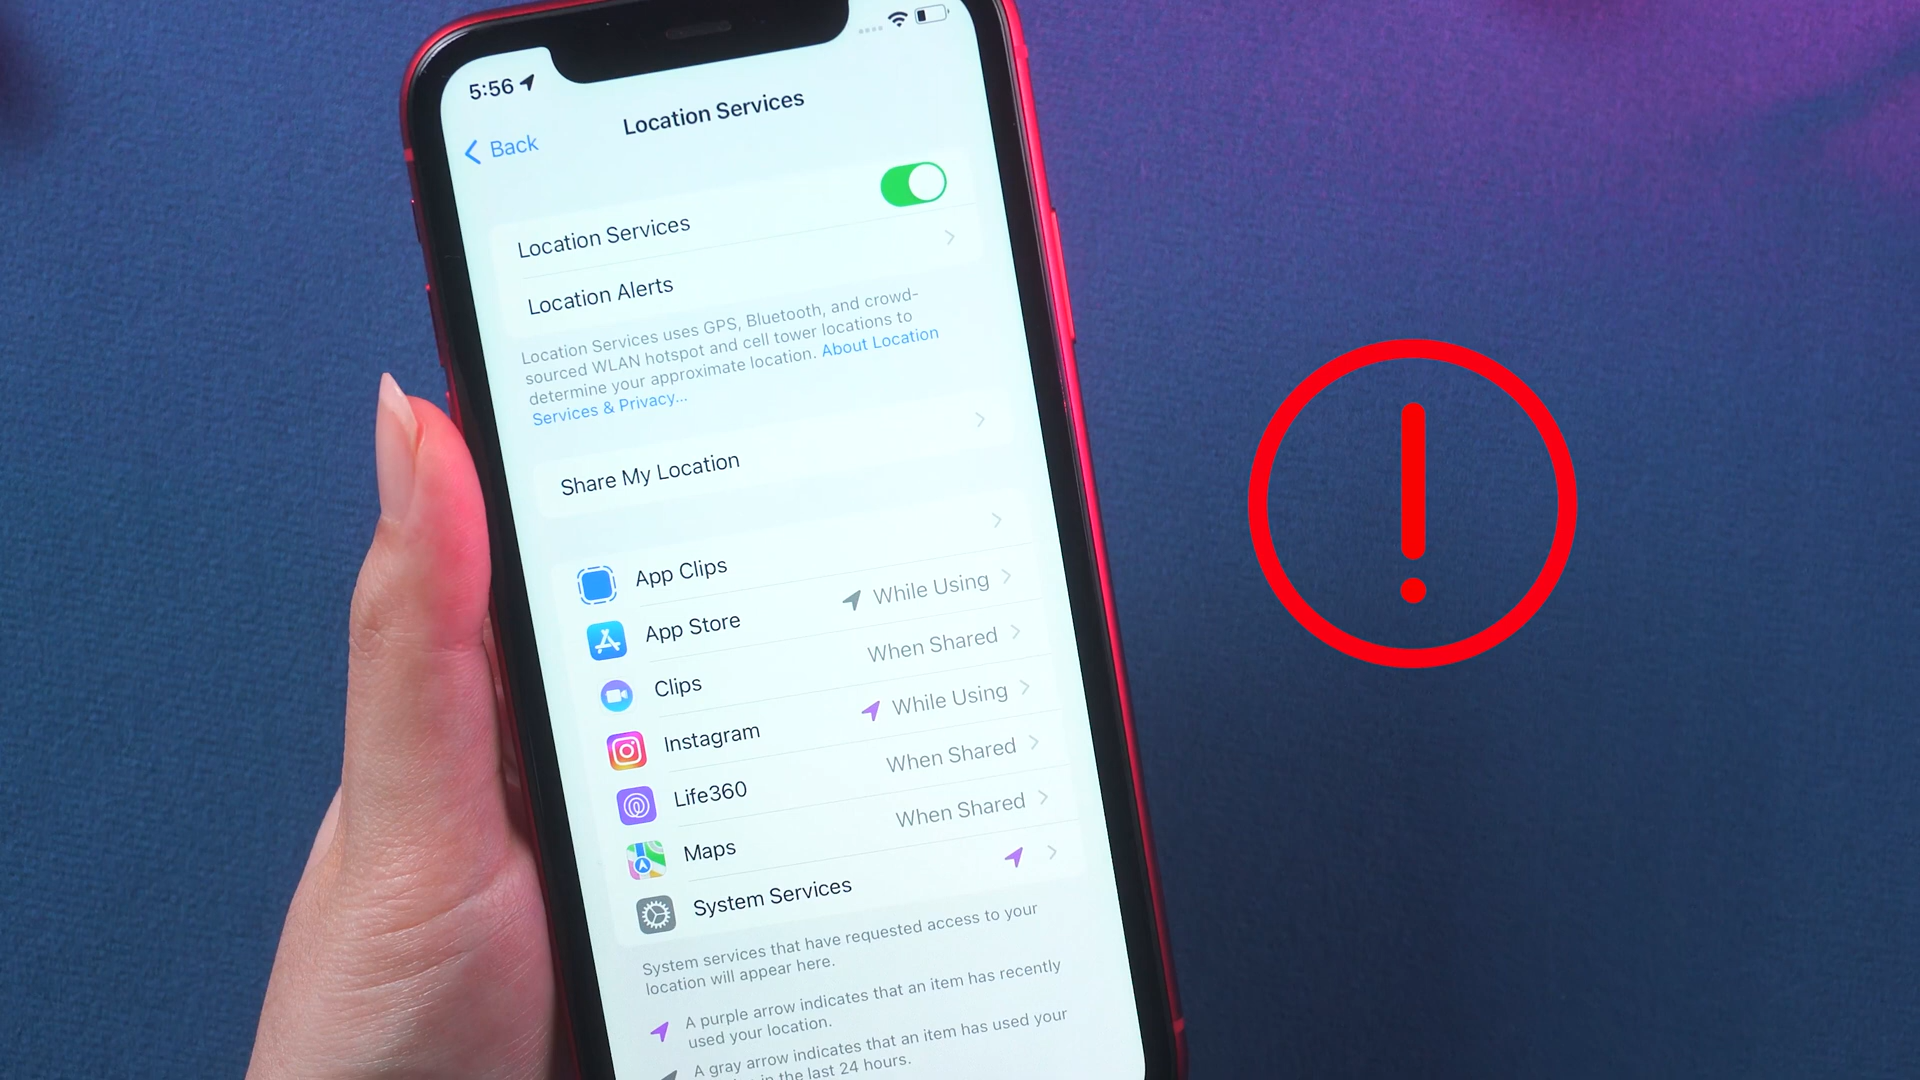 5:56
Back
Location Services
Location Services
Location Alerts
Location Services uses GPS, Bluetooth, and crowd-
sourced WLAN hotspot and cell tower locations to
determine your approximate location. About Location
Services & Privacy...
Share My Location
App Clips
App Store While Using
Clips When Shared
Instagram While Using
Life360 When Shared
Maps When Shared
System Services
System services that have requested access to your
location will appear here.
A purple arrow indicates that an item has recently
used your location.
A gray arrow indicates that an item has used your
in the last 24 hours.